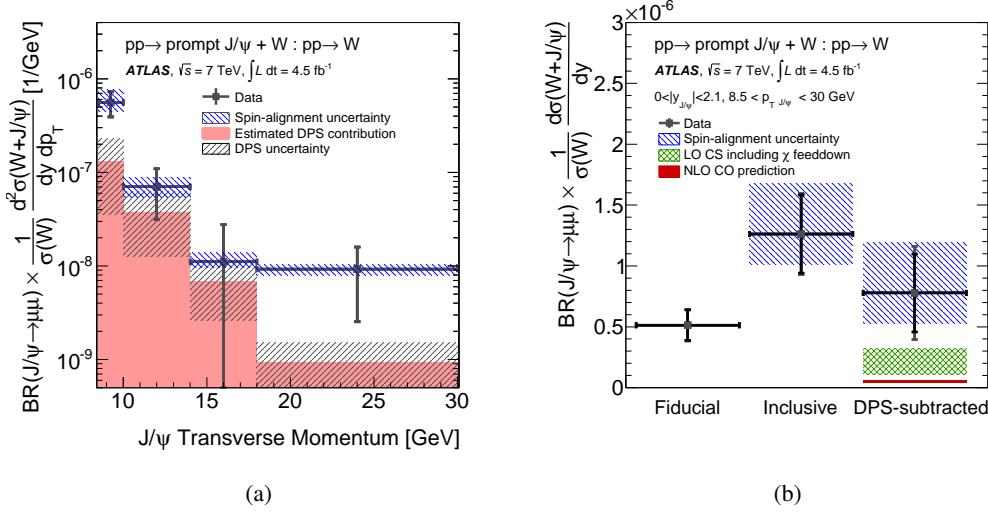 BR(J/ψ→μμ) × 1/σ(W) d²σ(W+J/ψ)/dy dp_T [1/GeV]
10⁻⁶
10⁻⁷
10⁻⁸
10⁻⁹
pp→ prompt J/ψ + W : pp→ W
ATLAS, √s = 7 TeV, ∫L dt = 4.5 fb⁻¹
Data
Spin-alignment uncertainty
Estimated DPS contribution
DPS uncertainty
10 15 20 25 30
J/ψ Transverse Momentum [GeV]
(a)
BR(J/ψ→μμ) × 1/σ(W) dσ(W+J/ψ)/dy
3×10⁻⁶
2.5
2
1.5
1
0.5
0
pp→ prompt J/ψ + W : pp→ W
ATLAS, √s = 7 TeV, ∫L dt = 4.5 fb⁻¹
0<|y_J/ψ|<2.1, 8.5 < p_T J/ψ < 30 GeV
Data
Spin-alignment uncertainty
LO CS including χ feeddown
NLO CO prediction
Fiducial Inclusive DPS-subtracted
(b)